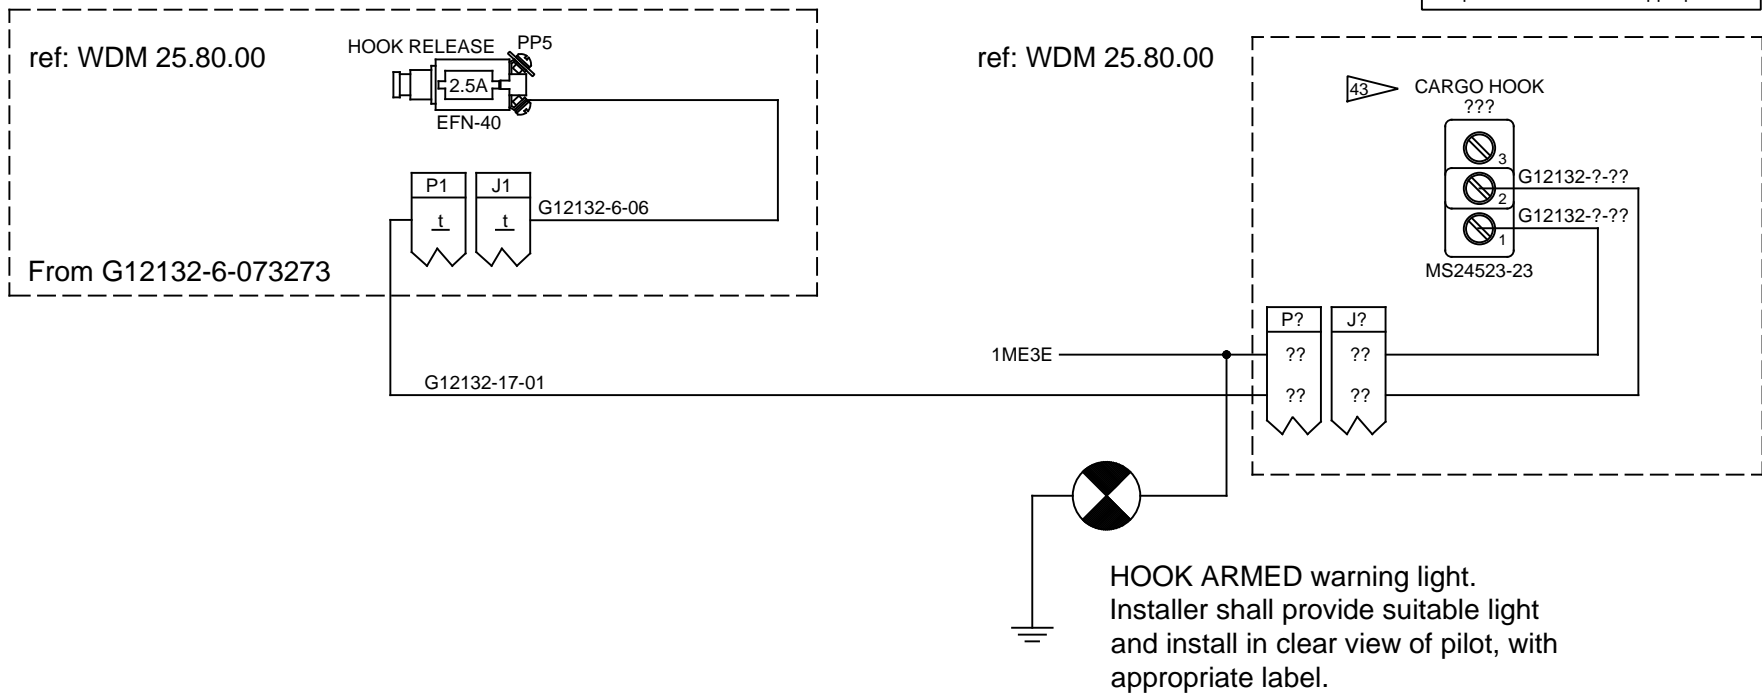 ref: WDM 25.80.00
HOOK RELEASE
PP5
2.5A
EFN-40
P1
J1
t
t
G12132-6-06
From G12132-6-073273
G12132-17-01
ref: WDM 25.80.00
43
CARGO HOOK
???
3
2
1
G12132-?-??
G12132-?-??
MS24523-23
P?
J?
1ME3E
??
??
??
??
HOOK ARMED warning light.
Installer shall provide suitable light
and install in clear view of pilot, with
appropriate label.